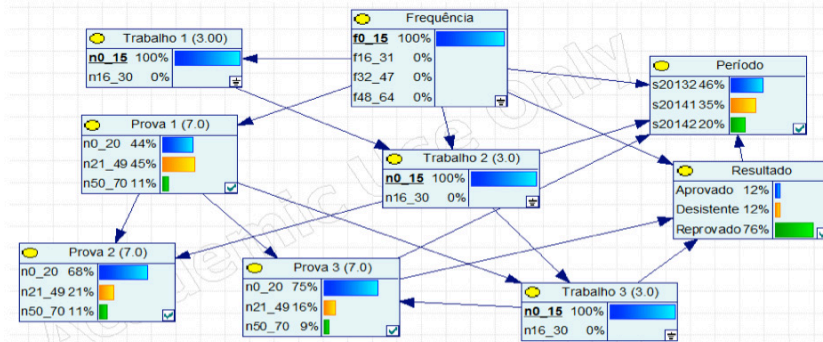 Trabalho 1 (3.00)
n0_15 100%
n16_30 0%
Frequência
f0_15 100%
f16_31 0%
f32_47 0%
f48_64 0%
Período
s20132 46%
s20141 35%
s20142 20%
Prova 1 (7.0)
n0_20 44%
n21_49 45%
n50_70 11%
Trabalho 2 (3.0)
n0_15 100%
n16_30 0%
Resultado
Aprovado 12%
Desistente 12%
Reprovado 76%
Prova 2 (7.0)
n0_20 68%
n21_49 21%
n50_70 11%
Prova 3 (7.0)
n0_20 75%
n21_49 16%
n50_70 9%
Trabalho 3 (3.0)
n0_15 100%
n16_30 0%
Academic Use Only